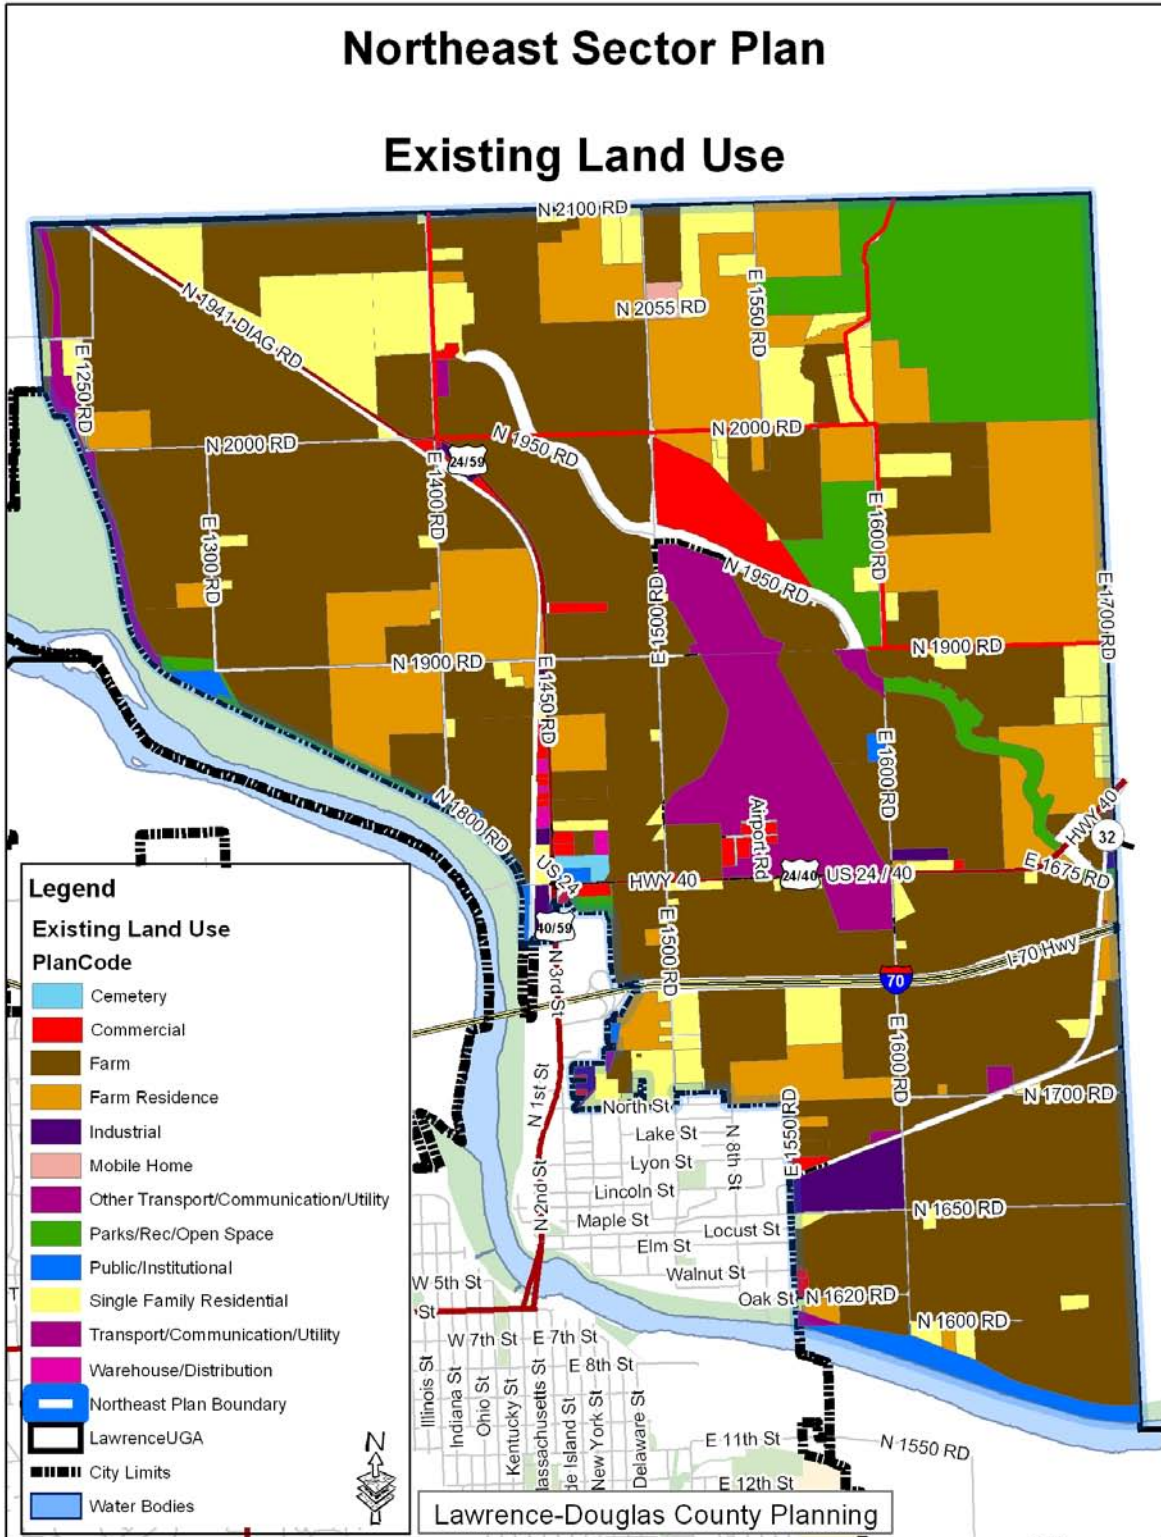 Northeast Sector Plan
Existing Land Use
N 2100 RD
N 1941 DIAG RD
N 2055 RD
E 1550 RD
E 1250 RD
N 2000 RD
N 1950 RD
N 2000 RD
24/59
E 1400 RD
E 1300 RD
E 1600 RD
N 1950 RD
E 1500 RD
E 1700 RD
N 1900 RD
N 1900 RD
E 1450 RD
E 1600 RD
N 1800 RD
Airport Rd
HWY 40
32
US 24
HWY 40
24/40
US 24 / 40
E 1675 RD
40/59
E 1500 RD
N 3rd St
I-70 Hwy
70
E 1600 RD
N 1st St
North St
N 1700 RD
Lake St
N 8th St
E 1550 RD
Lyon St
N 2nd St
Lincoln St
Maple St
Locust St
N 1650 RD
Elm St
Walnut St
W 5th St
Oak St
N 1620 RD
St
N 1600 RD
W 7th St
E 7th St
E 8th St
Illinois St
Indiana St
Ohio St
Kentucky St
Massachusetts St
de Island St
New York St
Delaware St
E 11th St
N 1550 RD
E 12th St
Legend
Existing Land Use
PlanCode
Cemetery
Commercial
Farm
Farm Residence
Industrial
Mobile Home
Other Transport/Communication/Utility
Parks/Rec/Open Space
Public/Institutional
Single Family Residential
Transport/Communication/Utility
Warehouse/Distribution
Northeast Plan Boundary
LawrenceUGA
City Limits
Water Bodies
N
Lawrence-Douglas County Planning